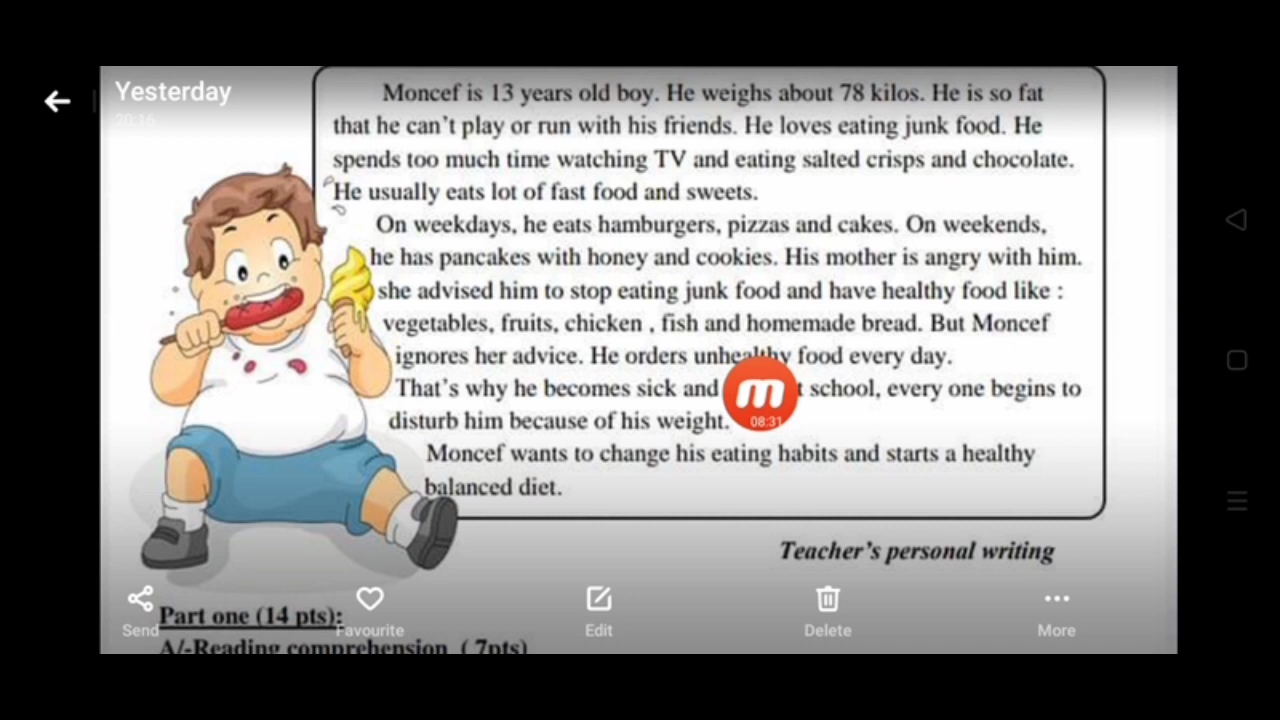 Yesterday
20:16
Moncef is 13 years old boy. He weighs about 78 kilos. He is so fat
that he can't play or run with his friends. He loves eating junk food. He
spends too much time watching TV and eating salted crisps and chocolate.
He usually eats lot of fast food and sweets.
On weekdays, he eats hamburgers, pizzas and cakes. On weekends,
he has pancakes with honey and cookies. His mother is angry with him.
she advised him to stop eating junk food and have healthy food like :
vegetables, fruits, chicken , fish and homemade bread. But Moncef
ignores her advice. He orders unhealthy food every day.
That's why he becomes sick and school, every one begins to
disturb him because of his weight.
08:31
Moncef wants to change his eating habits and starts a healthy
balanced diet.
Teacher's personal writing
Part one (14 pts):
A/-Reading comprehension ( 7pts)
Send Favourite Edit Delete More